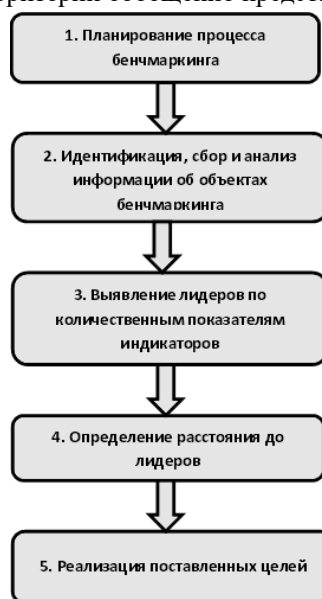 обобщенно
1. Планирование процесса
бенчмаркинга
2. Идентификация, сбор и анализ
информации об объектах
бенчмаркинга
3. Выявление лидеров по
количественным показателям
индикаторов
4. Определение расстояния до
лидеров
5. Реализация поставленных целей